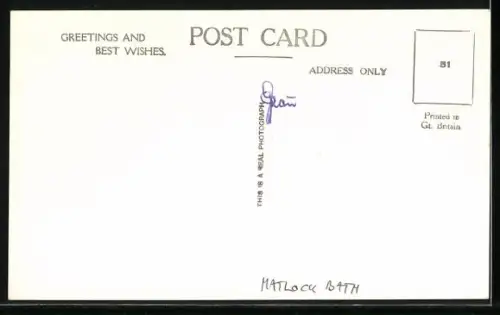 GREETINGS AND
BEST WISHES.
POST CARD
ADDRESS ONLY
B1
Printed in
Gt. Britain
Jean
THIS IS A REAL PHOTOGRAPH
MATLOCK BATH